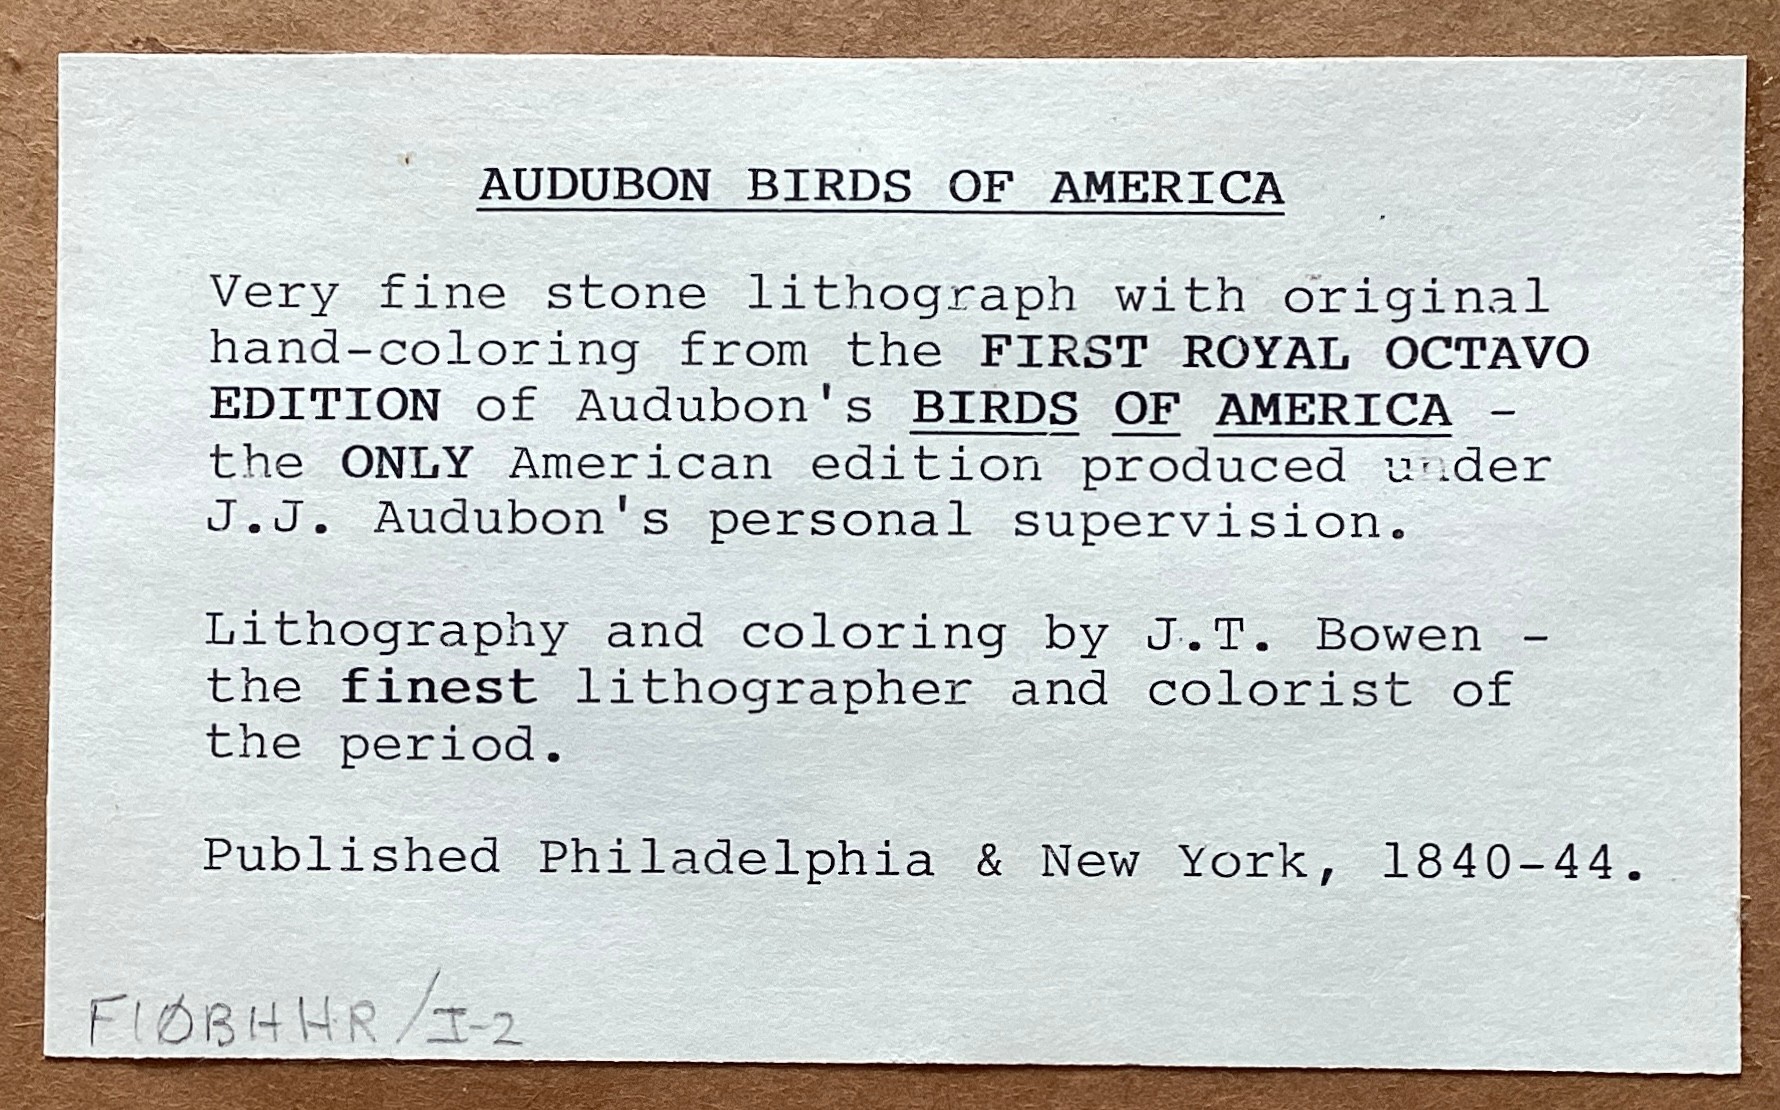 AUDUBON BIRDS OF AMERICA
Very fine stone lithograph with original
hand-coloring from the FIRST ROYAL OCTAVO
EDITION of Audubon's BIRDS OF AMERICA -
the ONLY American edition produced under
J.J. Audubon's personal supervision.
Lithography and coloring by J.T. Bowen -
the finest lithographer and colorist of
the period.
Published Philadelphia & New York, 1840-44.
F1ØBHHR/I-2